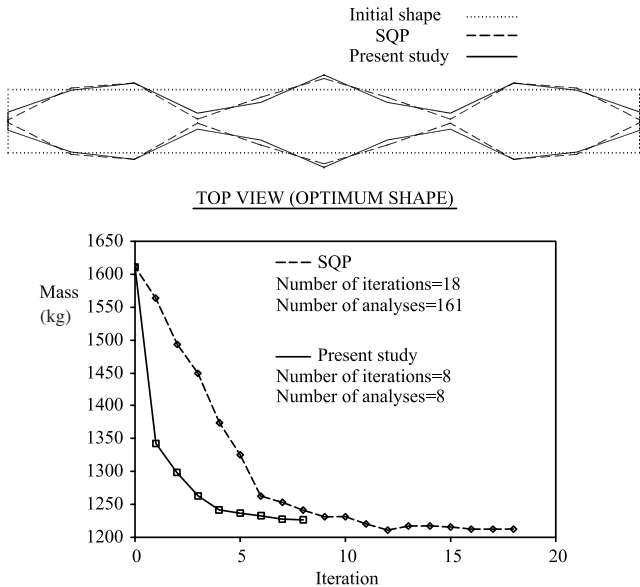 Initial shape
SQP
Present study
TOP VIEW (OPTIMUM SHAPE)
1650
1600
1550
1500
1450
1400
1350
1300
1250
1200
Mass
(kg)
SQP
Number of iterations=18
Number of analyses=161
Present study
Number of iterations=8
Number of analyses=8
0
5
10
15
20
Iteration